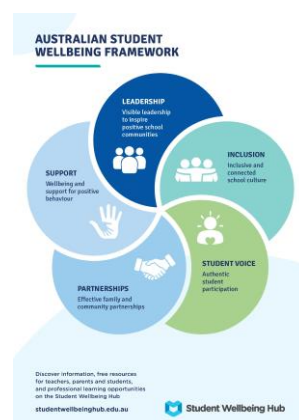 AUSTRALIAN STUDENT
WELLBEING FRAMEWORK
LEADERSHIP
Visible leadership
to inspire
positive school
communities
INCLUSION
Inclusive and
connected
school culture
SUPPORT
Wellbeing and
support for positive
behaviour
STUDENT VOICE
Authentic
student
participation
PARTNERSHIPS
Effective family and
community partnerships
Discover information, free resources
for teachers, parents and students,
and professional learning opportunities
on the Student Wellbeing Hub
studentwellbeinghub.edu.au
Student Wellbeing Hub